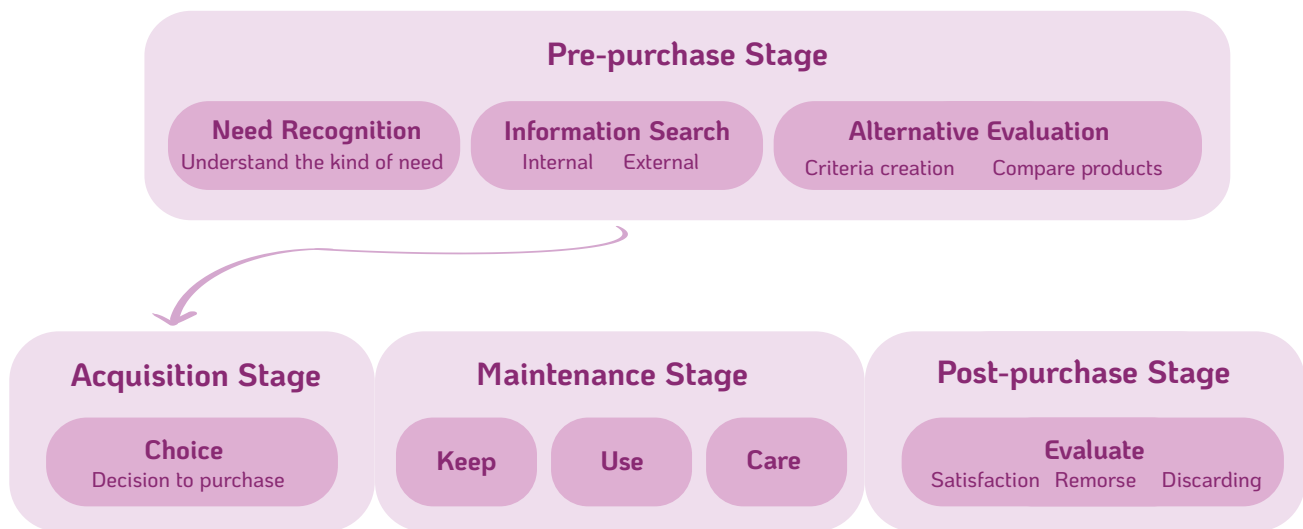 Pre-purchase Stage
Need Recognition
Understand the kind of need
Information Search
Internal External
Alternative Evaluation
Criteria creation Compare products
Acquisition Stage
Choice
Decision to purchase
Maintenance Stage
Keep
Use
Care
Post-purchase Stage
Evaluate
Satisfaction Remorse Discarding